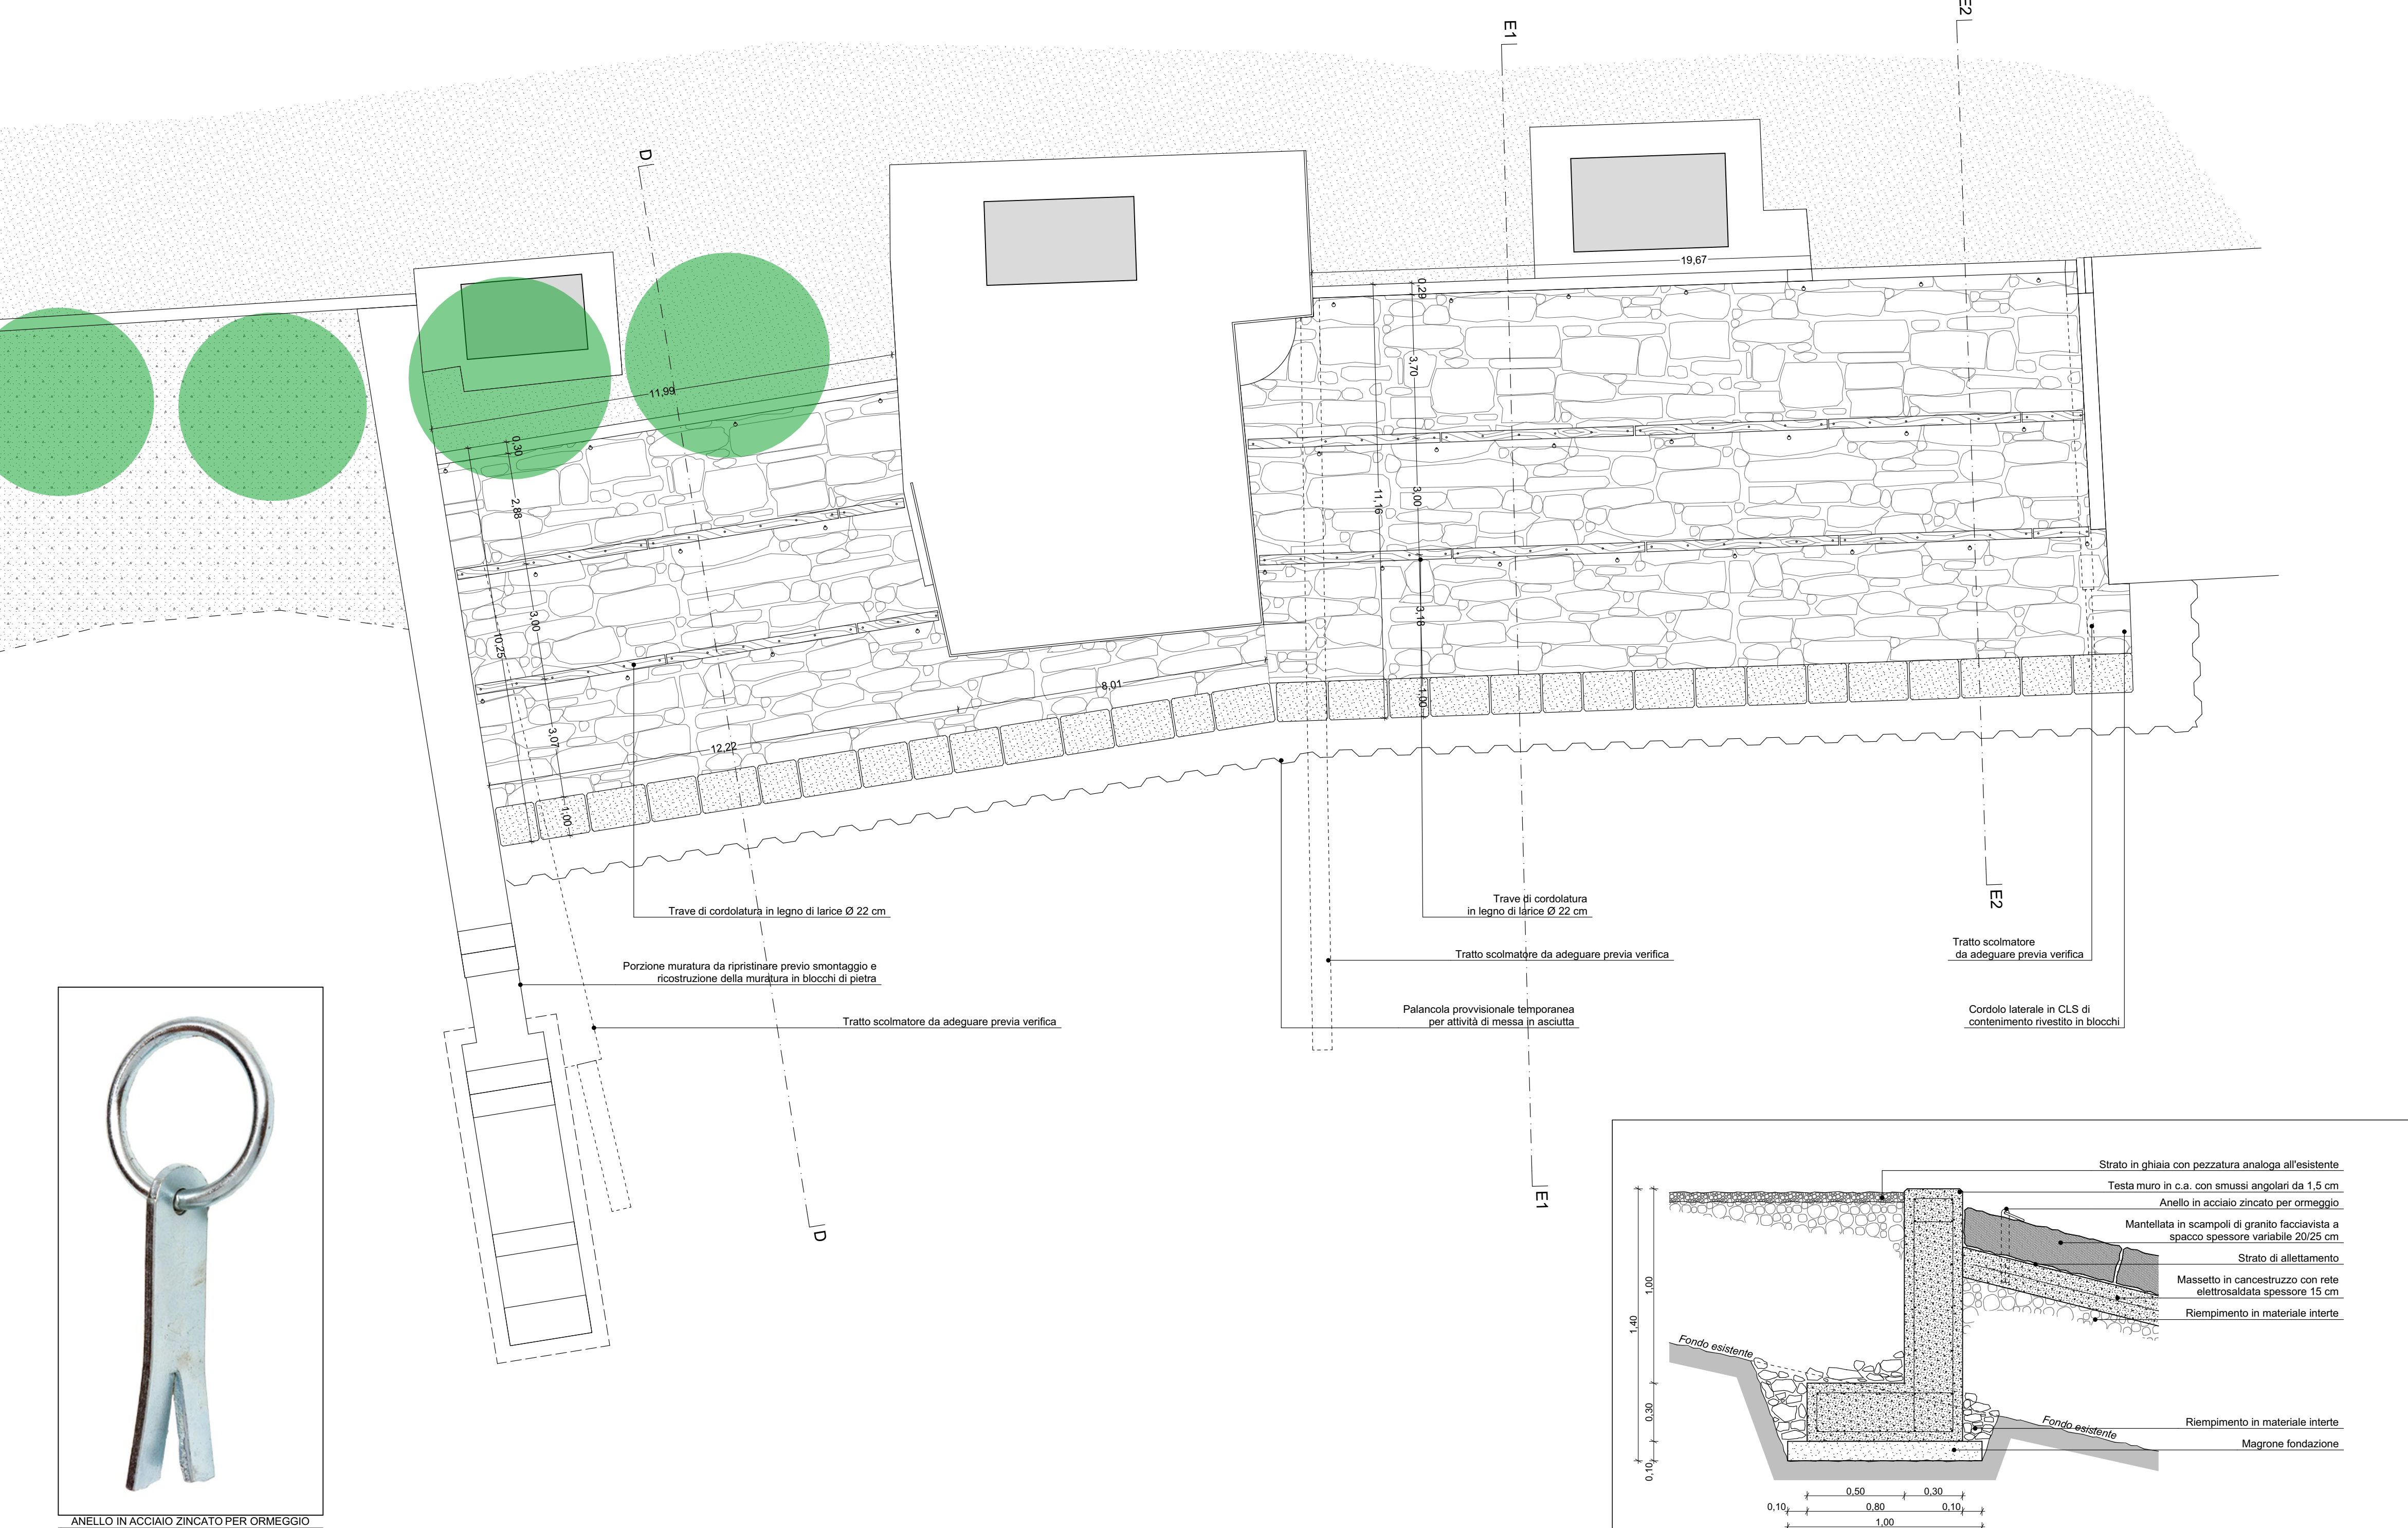 E1
E2
D
19,67
0,29
11,99
3,70
0,30
2,88
3,00
11,16
3,00
10,25
3,18
8,01
1,00
12,22
3,07
1,00
E2
Trave di cordolatura in legno di larice Ø 22 cm
Trave di cordolatura
in legno di larice Ø 22 cm
Tratto scolmatore
da adeguare previa verifica
Tratto scolmatore da adeguare previa verifica
Porzione muratura da ripristinare previo smontaggio e
ricostruzione della muratura in blocchi di pietra
Palancola provvisionale temporanea
per attività di messa in asciutta
Cordolo laterale in CLS di
contenimento rivestito in blocchi
Tratto scolmatore da adeguare previa verifica
E1
D
Strato in ghiaia con pezzatura analoga all'esistente
Testa muro in c.a. con smussi angolari da 1,5 cm
Anello in acciaio zincato per ormeggio
Mantellata in scampoli di granito facciavista a
spacco spessore variabile 20/25 cm
Strato di allettamento
Massetto in cancestruzzo con rete
elettrosaldata spessore 15 cm
Riempimento in materiale interte
1,00
1,40
Fondo esistente
0,30
Fondo esistente
Riempimento in materiale interte
Magrone fondazione
0,10
0,50
0,30
0,10
0,80
0,10
1,00
ANELLO IN ACCIAIO ZINCATO PER ORMEGGIO